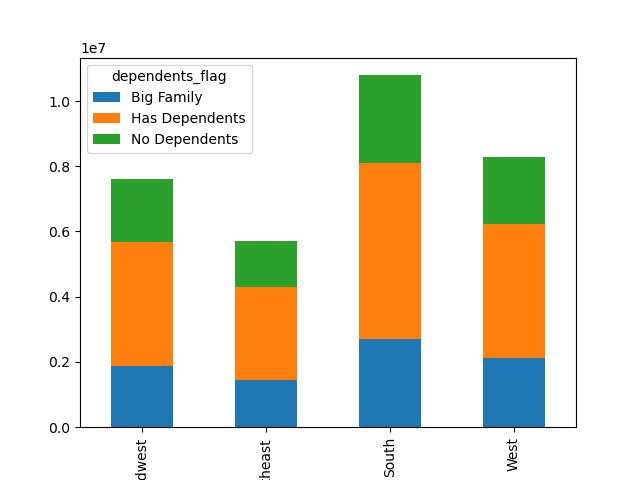 1e7
dependents_flag
Big Family
Has Dependents
No Dependents
1.0
0.8
0.6
0.4
0.2
0.0
dwest
heast
South
West